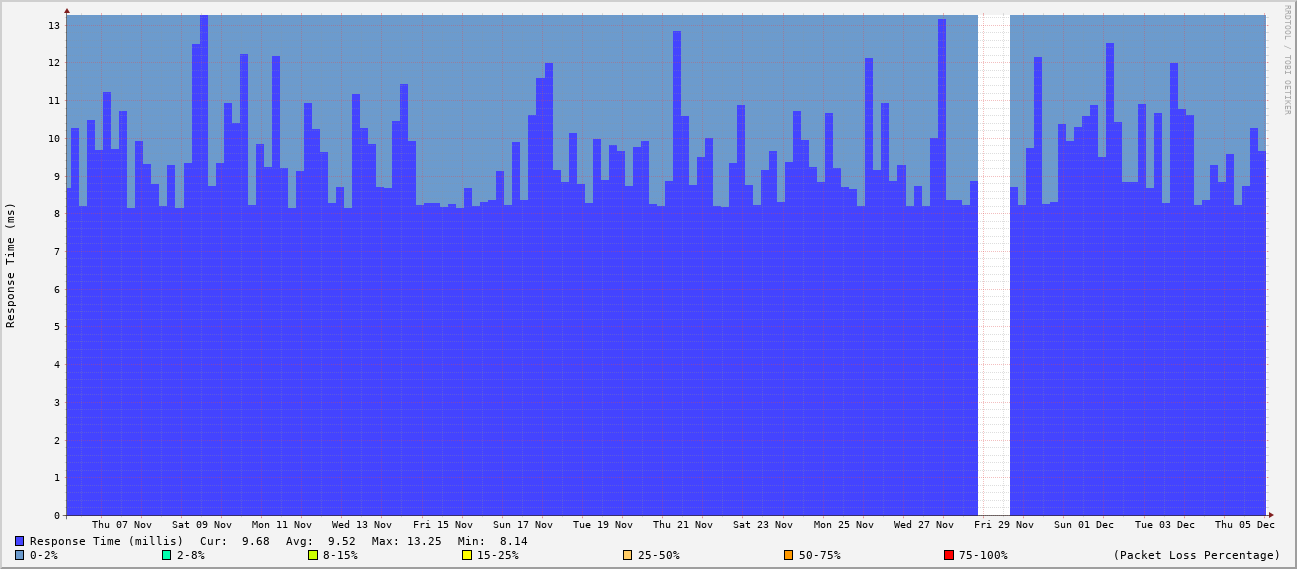 RRDTOOL / TOBI OETIKER
Response Time (ms)
13
12
11
10
9
8
7
6
5
4
3
2
1
0
Thu 07 Nov Sat 09 Nov Mon 11 Nov Wed 13 Nov Fri 15 Nov Sun 17 Nov Tue 19 Nov Thu 21 Nov Sat 23 Nov Mon 25 Nov Wed 27 Nov Fri 29 Nov Sun 01 Dec Tue 03 Dec Thu 05 Dec
Response Time (millis) Cur: 9.68 Avg: 9.52 Max: 13.25 Min: 8.14
0-2% 2-8% 8-15% 15-25% 25-50% 50-75% 75-100% (Packet Loss Percentage)